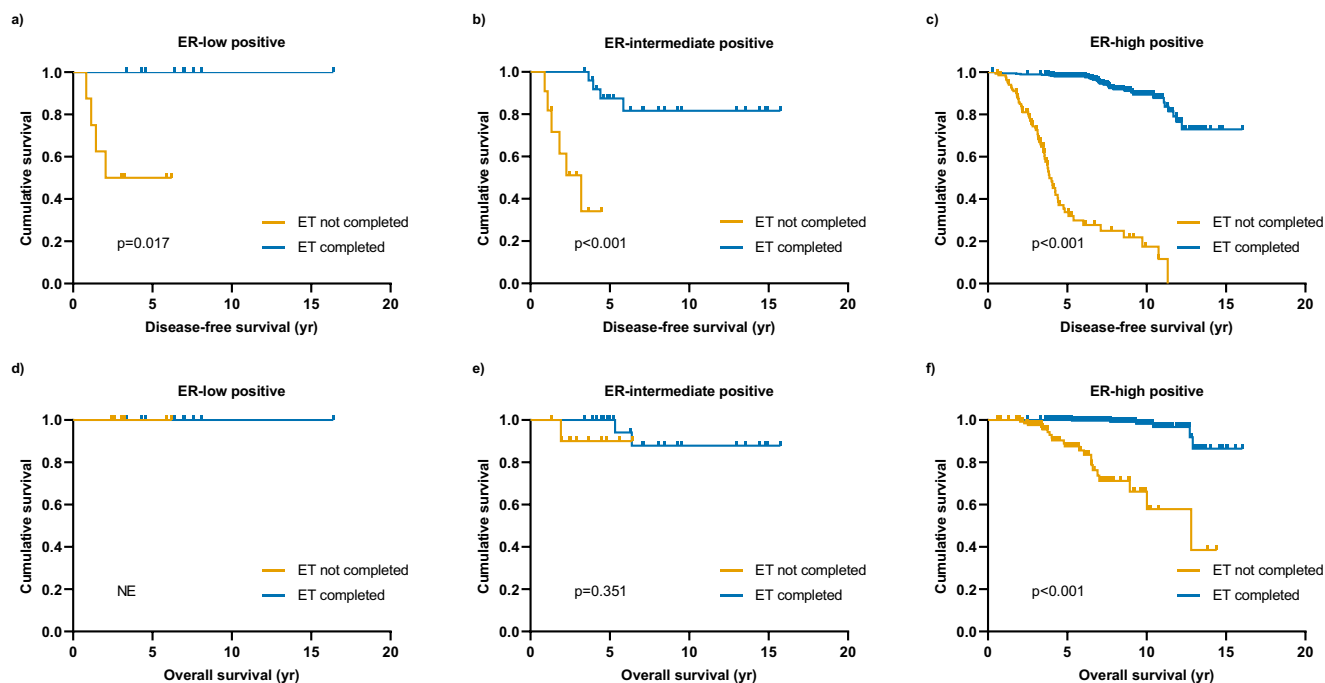 a)
ER-low positive
Cumulative survival
1.0
0.8
0.6
0.4
0.2
0.0
ET not completed
ET completed
p=0.017
0 5 10 15 20
Disease-free survival (yr)
b)
ER-intermediate positive
Cumulative survival
1.0
0.8
0.6
0.4
0.2
0.0
ET not completed
ET completed
p<0.001
0 5 10 15 20
Disease-free survival (yr)
c)
ER-high positive
Cumulative survival
1.0
0.8
0.6
0.4
0.2
0.0
ET not completed
ET completed
p<0.001
0 5 10 15 20
Disease-free survival (yr)
d)
ER-low positive
Cumulative survival
1.0
0.8
0.6
0.4
0.2
0.0
ET not completed
ET completed
NE
0 5 10 15 20
Overall survival (yr)
e)
ER-intermediate positive
Cumulative survival
1.0
0.8
0.6
0.4
0.2
0.0
ET not completed
ET completed
p=0.351
0 5 10 15 20
Overall survival (yr)
f)
ER-high positive
Cumulative survival
1.0
0.8
0.6
0.4
0.2
0.0
ET not completed
ET completed
p<0.001
0 5 10 15 20
Overall survival (yr)